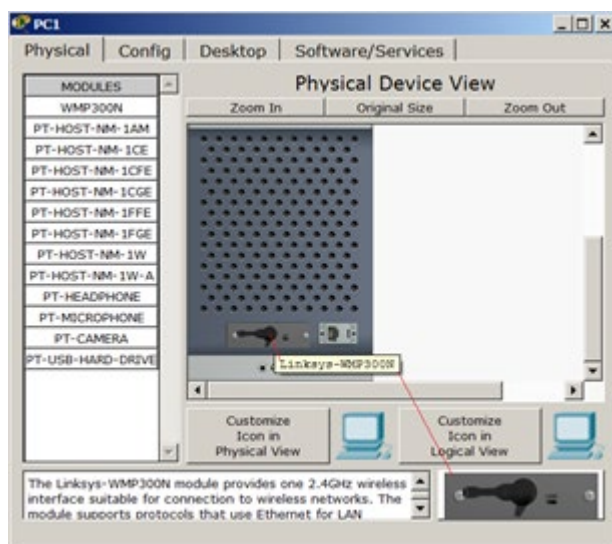 PC1
Physical Config Desktop Software/Services
MODULES
WMP300N
PT-HOST-NM-1AM
PT-HOST-NM-1CE
PT-HOST-NM-1CFE
PT-HOST-NM-1CGE
PT-HOST-NM-1FFE
PT-HOST-NM-1FGE
PT-HOST-NM-1W
PT-HOST-NM-1W-A
PT-HEADPHONE
PT-MICROPHONE
PT-CAMERA
PT-USB-HARD-DRIVE
Physical Device View
Zoom In Original Size Zoom Out
Linksys-WMP300N
Customize
Icon in
Physical View
Customize
Icon in
Logical View
The Linksys-WMP300N module provides one 2.4GHz wireless
interface suitable for connection to wireless networks. The
module supports protocols that use Ethernet for LAN